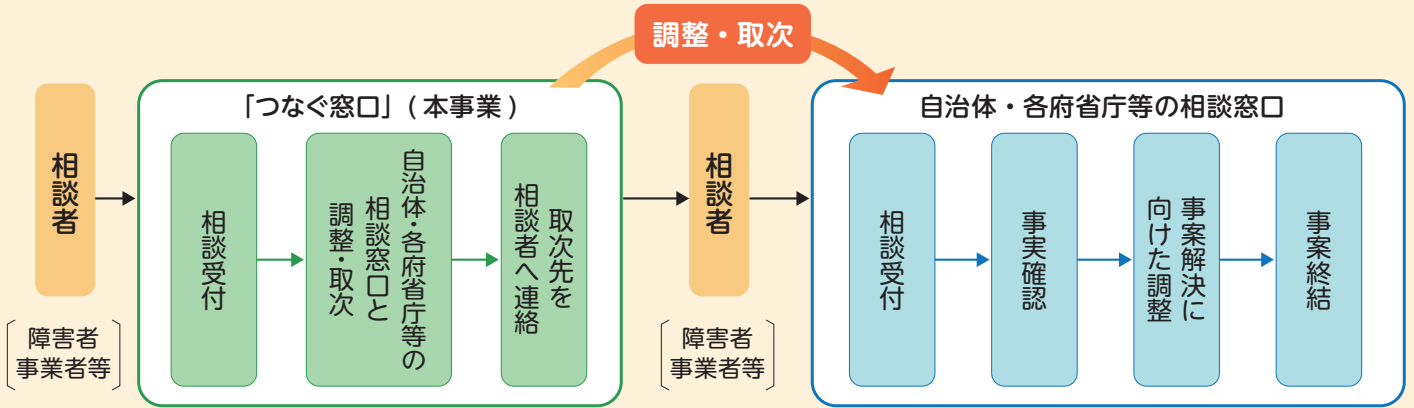 調整・取次
相談者
障害者
事業者等
「つなぐ窓口」(本事業)
相談受付
自治体・各府省庁等の
相談窓口と
調整・取次
取次先を
相談者へ連絡
相談者
障害者
事業者等
自治体・各府省庁等の相談窓口
相談受付
事実確認
事案解決に
向けた調整
事案終結